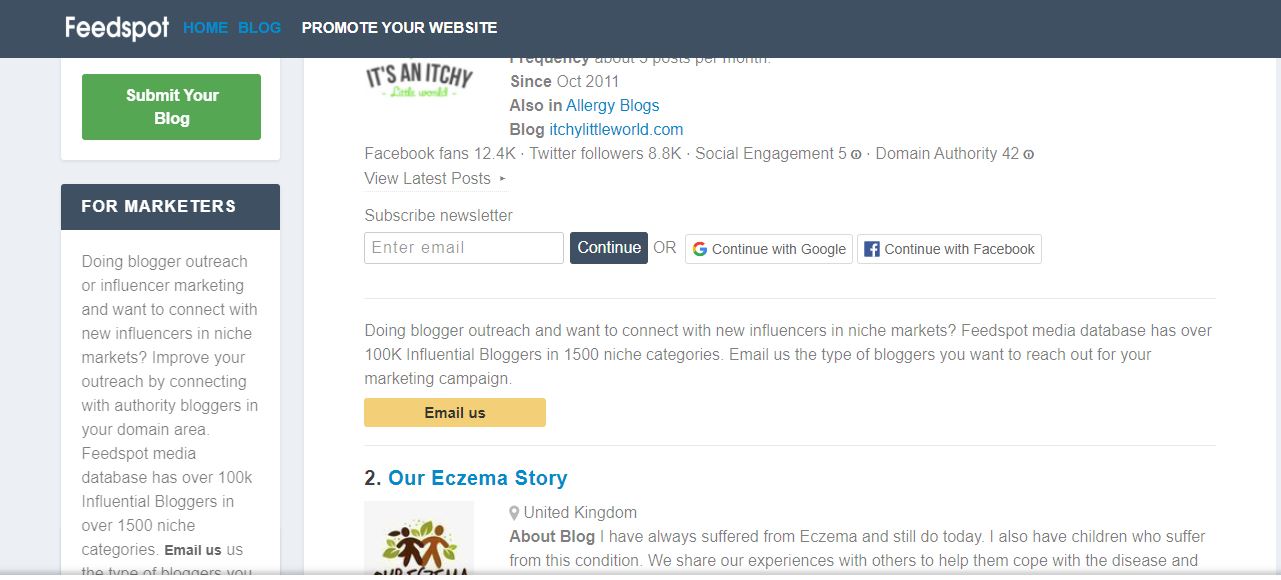 Feedspot HOME BLOG PROMOTE YOUR WEBSITE
Submit Your
Blog
FOR MARKETERS
Doing blogger outreach
or influencer marketing
and want to connect with
new influencers in niche
markets? Improve your
outreach by connecting
with authority bloggers in
your domain area.
Feedspot media
database has over 100k
Influential Bloggers in
over 1500 niche
categories. Email us us
the type of bloggers you
IT'S AN ITCHY
Little world
Frequency about 5 posts per month.
Since Oct 2011
Also in Allergy Blogs
Blog itchylittleworld.com
Facebook fans 12.4K · Twitter followers 8.8K · Social Engagement 5 · Domain Authority 42
View Latest Posts ‣
Subscribe newsletter
Enter email Continue OR Continue with Google Continue with Facebook
Doing blogger outreach and want to connect with new influencers in niche markets? Feedspot media database has over
100K Influential Bloggers in 1500 niche categories. Email us the type of bloggers you want to reach out for your
marketing campaign.
Email us
2. Our Eczema Story
OUR ECZEMA
United Kingdom
About Blog I have always suffered from Eczema and still do today. I also have children who suffer
from this condition. We share our experiences with others to help them cope with the disease and